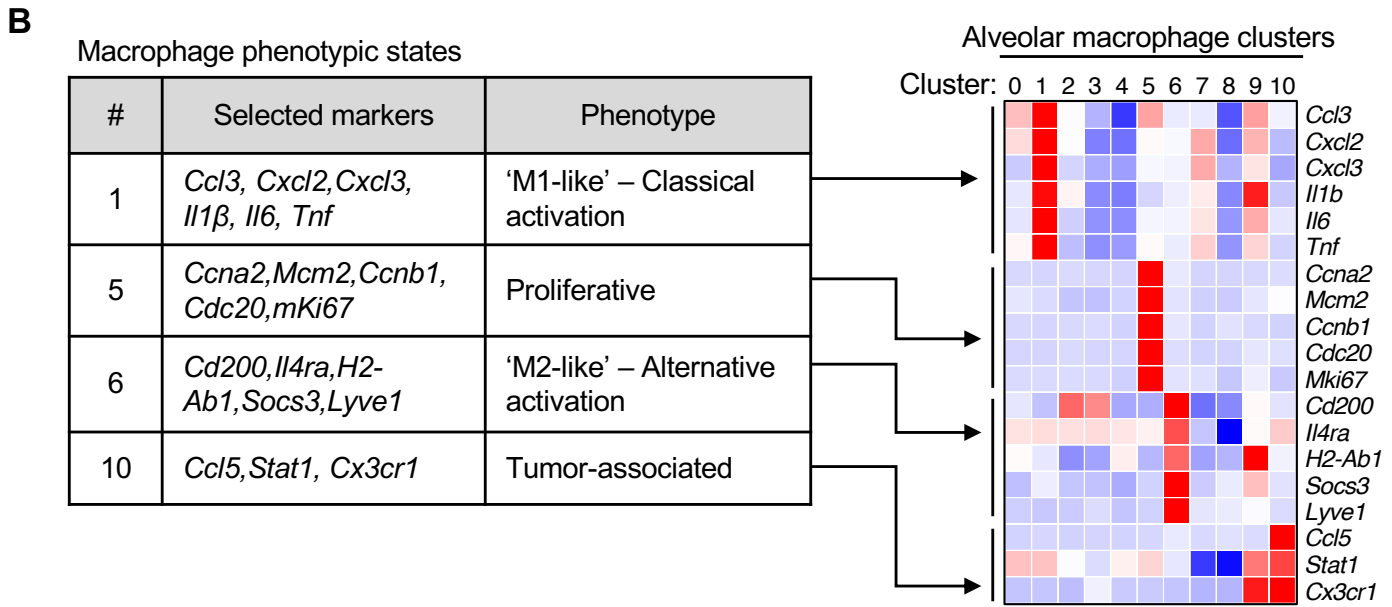 B
Macrophage phenotypic states
# Selected markers Phenotype
1
Ccl3, Cxcl2,Cxcl3,
Il1β, Il6, Tnf
‘M1-like’ – Classical
activation
5
Ccna2,Mcm2,Ccnb1,
Cdc20,mKi67
Proliferative
6
Cd200,Il4ra,H2-
Ab1,Socs3,Lyve1
‘M2-like’ – Alternative
activation
10
Ccl5,Stat1, Cx3cr1
Tumor-associated
Alveolar macrophage clusters
Cluster: 0 1 2 3 4 5 6 7 8 9 10
Ccl3
Cxcl2
Cxcl3
Il1b
Il6
Tnf
Ccna2
Mcm2
Ccnb1
Cdc20
Mki67
Cd200
Il4ra
H2-Ab1
Socs3
Lyve1
Ccl5
Stat1
Cx3cr1